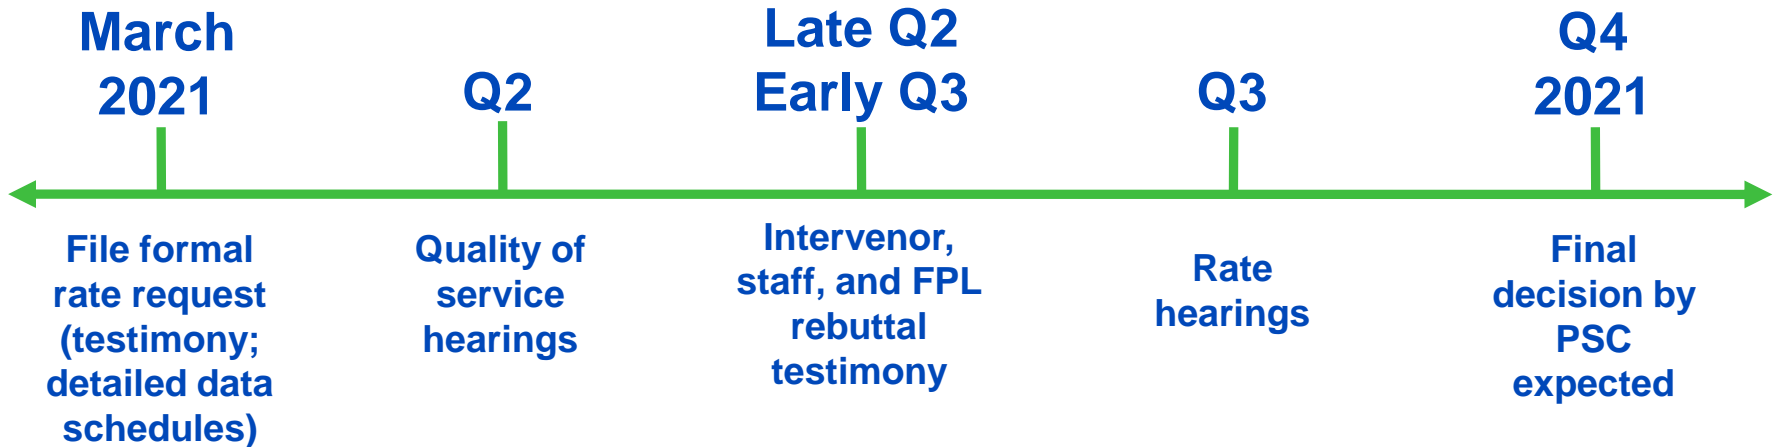 March
2021
File formal
rate request
(testimony;
detailed data
schedules)
Q2
Quality of
service
hearings
Late Q2
Early Q3
Intervenor,
staff, and FPL
rebuttal
testimony
Q3
Rate
hearings
Q4
2021
Final
decision by
PSC
expected